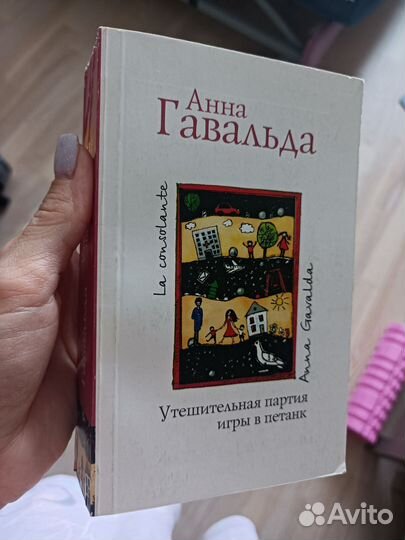 Анна
Гавальда
La consolante
Anna Gavalda
Утешительная партия
игры в петанк
Avito